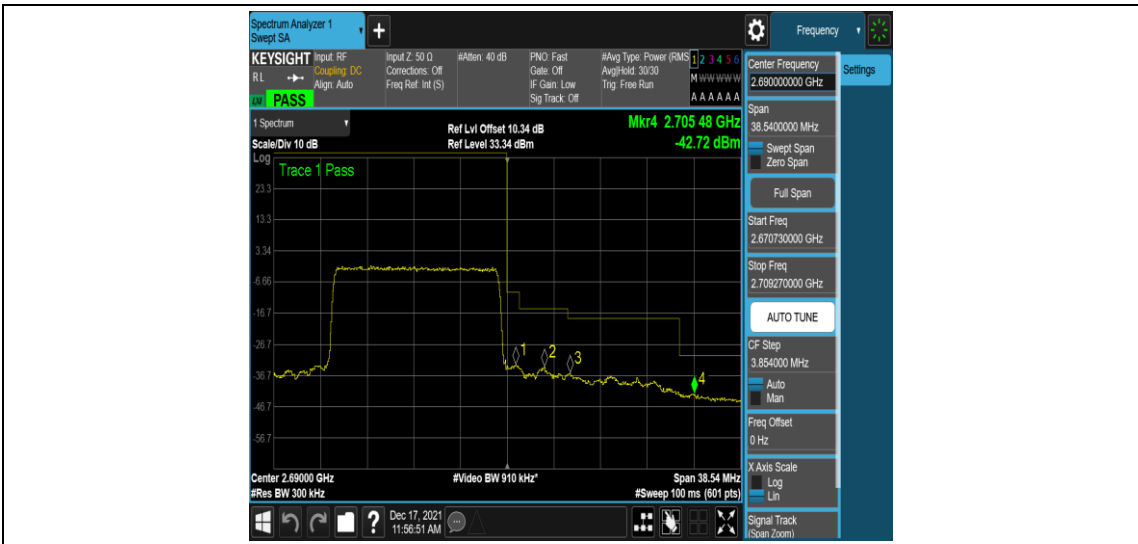 Spectrum Analyzer 1
Swept SA
+
Frequency
KEYSIGHT
RL
PASS
Input: RF
Coupling: DC
Align: Auto
Input Z: 50 Ω
Corrections: Off
Freq Ref: Int (S)
#Atten: 40 dB
PNO: Fast
Gate: Off
IF Gain: Low
Sig Track: Off
#Avg Type: Power (RMS
Avg|Hold: 30/30
Trig: Free Run
1 2 3 4 5 6
M W W W W W
A A A A A A
1 Spectrum
Scale/Div 10 dB
Ref Lvl Offset 10.34 dB
Ref Level 33.34 dBm
Mkr4 2.705 48 GHz
-42.72 dBm
Log
Trace 1 Pass
23.3
13.3
3.34
-6.66
-16.7
-26.7
-36.7
-46.7
-56.7
1
2
3
4
Center 2.69000 GHz
#Res BW 300 kHz
#Video BW 910 kHz*
Span 38.54 MHz
#Sweep 100 ms (601 pts)
?
Dec 17, 2021
11:56:51 AM
Center Frequency
2.690000000 GHz
Settings
Span
38.5400000 MHz
Swept Span
Zero Span
Full Span
Start Freq
2.670730000 GHz
Stop Freq
2.709270000 GHz
AUTO TUNE
CF Step
3.854000 MHz
Auto
Man
Freq Offset
0 Hz
X Axis Scale
Log
Lin
Signal Track
(Span Zoom)